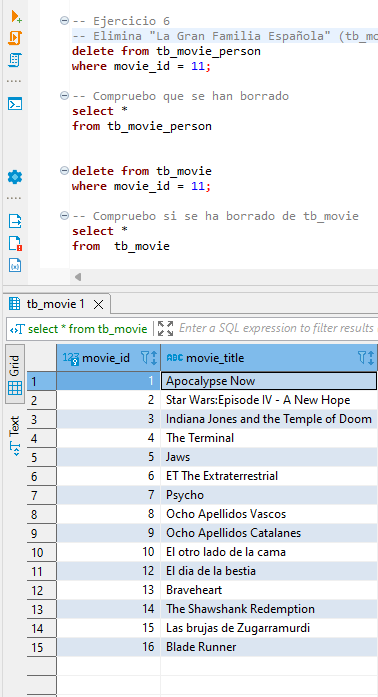 -- Ejercicio 6
-- Elimina "La Gran Familia Española" (tb_mo
delete from tb_movie_person
where movie_id = 11;
-- Compruebo que se han borrado
select *
from tb_movie_person
delete from tb_movie
where movie_id = 11;
-- Compruebo si se ha borrado de tb_movie
select *
from  tb_movie
tb_movie 1
select * from tb_movie Enter a SQL expression to filter results
Grid
Text
123 movie_id ABC movie_title
1 1 Apocalypse Now
2 2 Star Wars:Episode IV - A New Hope
3 3 Indiana Jones and the Temple of Doom
4 4 The Terminal
5 5 Jaws
6 6 ET The Extraterrestrial
7 7 Psycho
8 8 Ocho Apellidos Vascos
9 9 Ocho Apellidos Catalanes
10 10 El otro lado de la cama
11 12 El dia de la bestia
12 13 Braveheart
13 14 The Shawshank Redemption
14 15 Las brujas de Zugarramurdi
15 16 Blade Runner